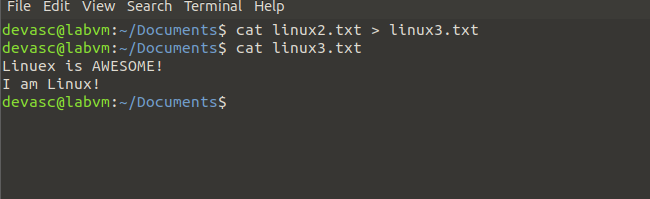 File Edit View Search Terminal Help
devasc@labvm:~/Documents$ cat linux2.txt > linux3.txt
devasc@labvm:~/Documents$ cat linux3.txt
Linuex is AWESOME!
I am Linux!
devasc@labvm:~/Documents$